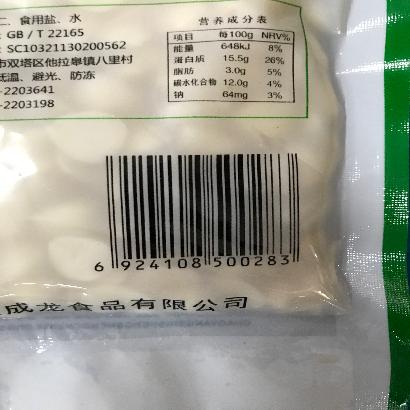 二、食用盐、水
: GB / T 22165
: SC10321130200562
市双塔区他拉皋镇八里村
低温、避光、防冻
-2203641
-2203198
营养成分表
项目 每100g NRV%
能量 648kJ 8%
蛋白质 15.5g 26%
脂肪 3.0g 5%
碳水化合物 12.0g 4%
钠 64mg 3%
6 924108 500283
成龙食品有限公司